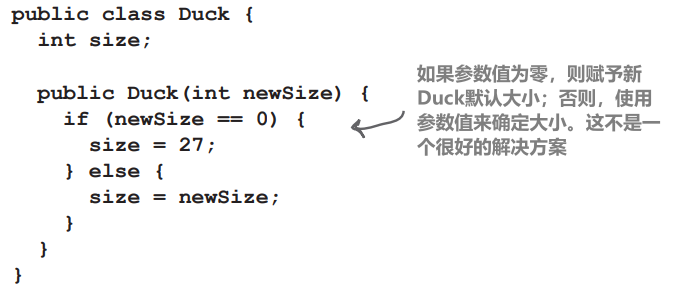 public class Duck {
  int size;

  public Duck(int newSize) {
    if (newSize == 0) {
      size = 27;
    } else {
      size = newSize;
    }
  }
}
如果参数值为零，则赋予新
Duck默认大小；否则，使用
参数值来确定大小。这不是一
个很好的解决方案